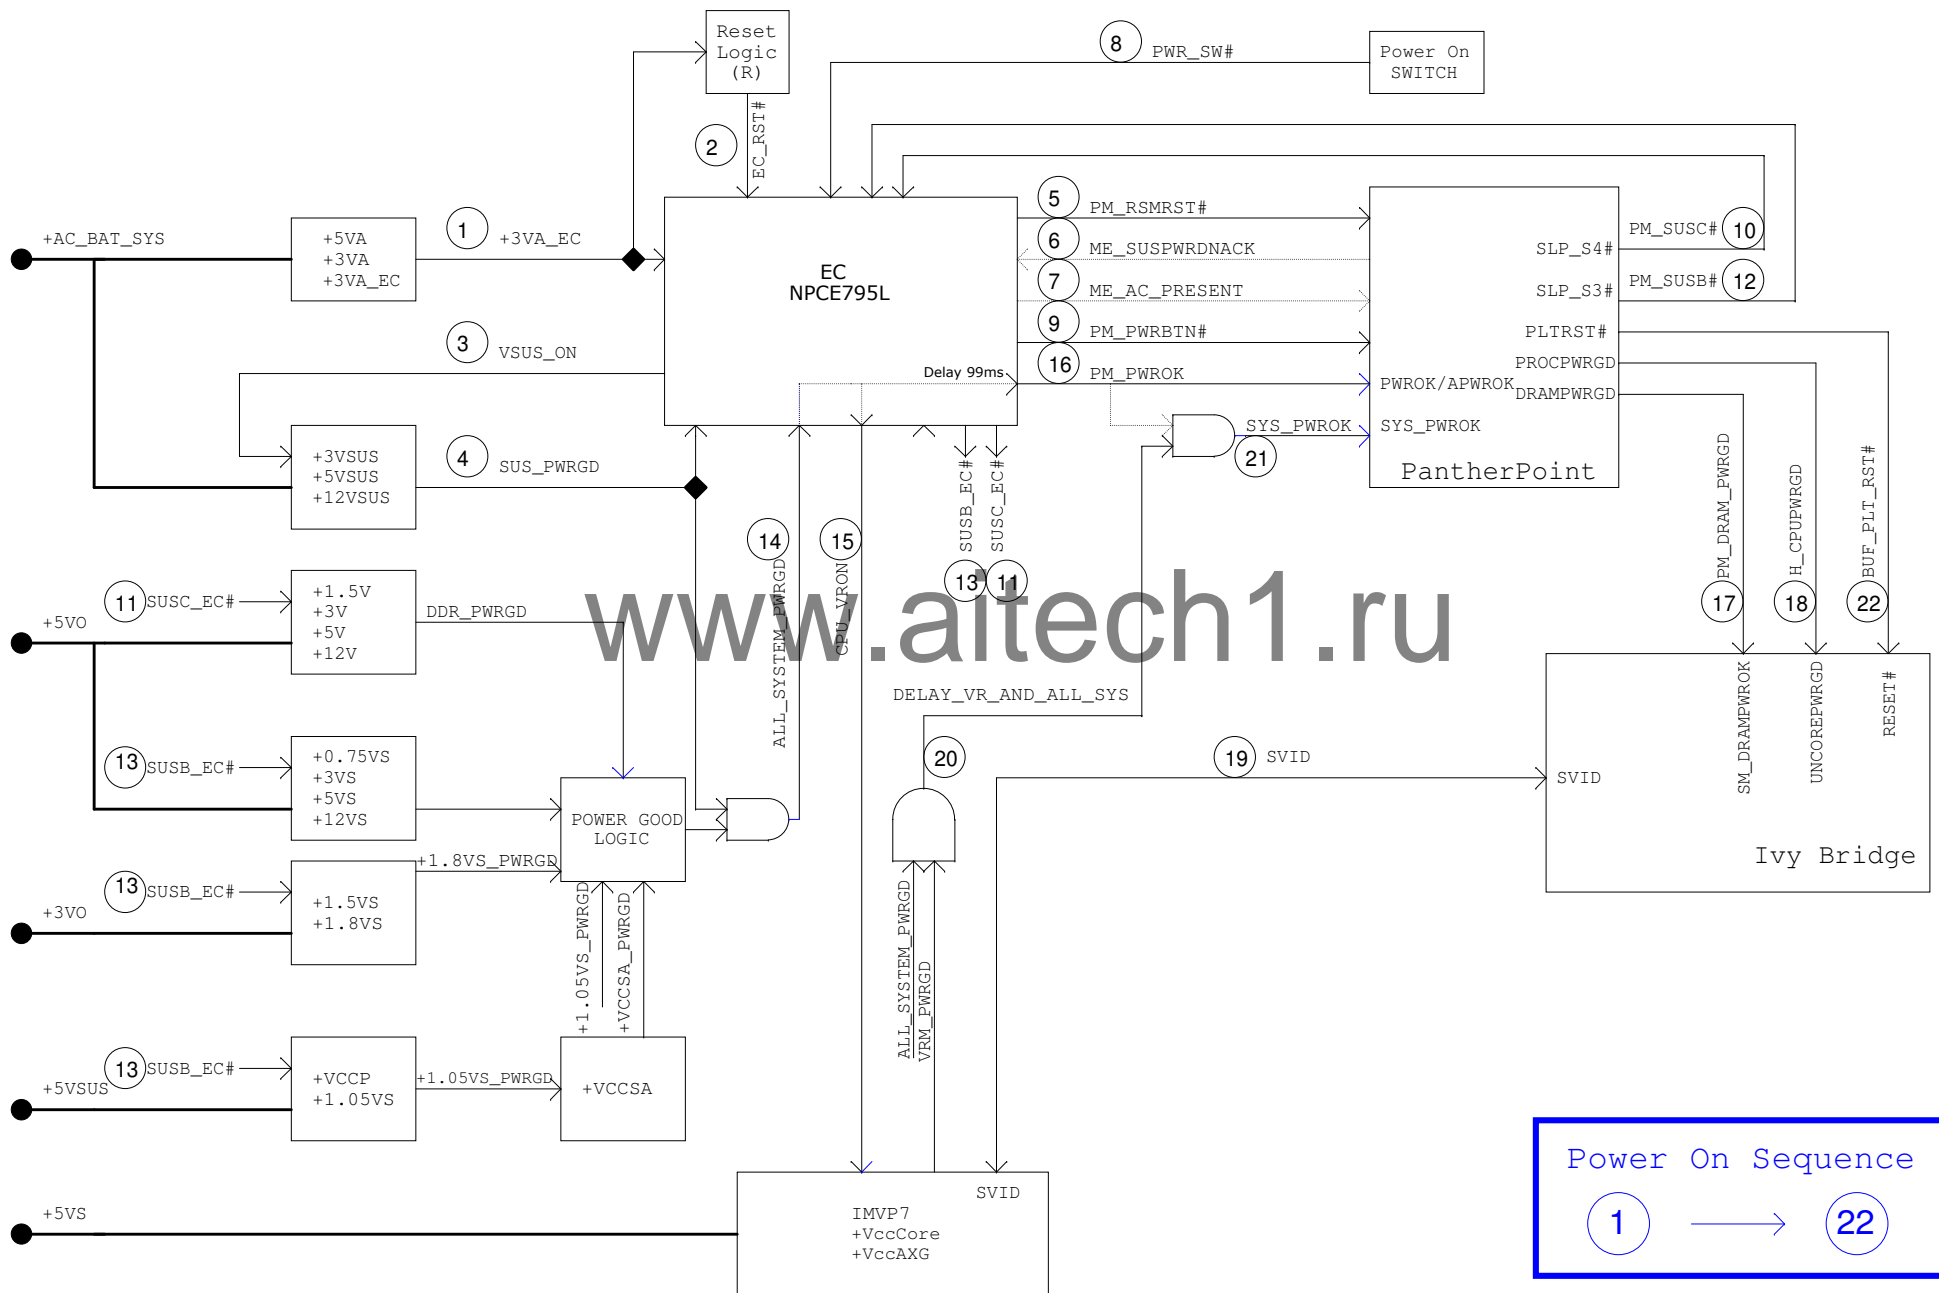 Reset
Logic
(R)
8
PWR_SW#
Power On
SWITCH
2
EC_RST#
+AC_BAT_SYS
+5VA
+3VA
+3VA_EC
1
+3VA_EC
EC
NPCE795L
5
PM_RSMRST#
6
ME_SUSPWRDNACK
7
ME_AC_PRESENT
9
PM_PWRBTN#
16
PM_PWROK
Delay 99ms
SLP_S4#
PM_SUSC#
10
SLP_S3#
PM_SUSB#
12
PLTRST#
PROCPWRGD
PWROK/APWROK
DRAMPWRGD
SYS_PWROK
SYS_PWROK
21
PantherPoint
3
VSUS_ON
+3VSUS
+5VSUS
+12VSUS
4
SUS_PWRGD
14
ALL_SYSTEM_PWRGD
15
CPU_VRON
SUSB_EC#
13
SUSC_EC#
11
PM_DRAM_PWRGD
17
H_CPUPWRGD
18
BUF_PLT_RST#
22
www.aitech1.ru
11
SUSC_EC#
+5VO
+1.5V
+3V
+5V
+12V
DDR_PWRGD
13
SUSB_EC#
+0.75VS
+3VS
+5VS
+12VS
POWER GOOD
LOGIC
DELAY_VR_AND_ALL_SYS
20
19
SVID
SVID
SM_DRAMPWROK
UNCOREPWRGD
RESET#
Ivy Bridge
13
SUSB_EC#
+3VO
+1.5VS
+1.8VS
+1.8VS_PWRGD
+1.05VS_PWRGD
+VCCSA_PWRGD
ALL_SYSTEM_PWRGD
VRM_PWRGD
13
SUSB_EC#
+5VSUS
+VCCP
+1.05VS
+1.05VS_PWRGD
+VCCSA
+5VS
SVID
IMVP7
+VccCore
+VccAXG
Power On Sequence
1
22